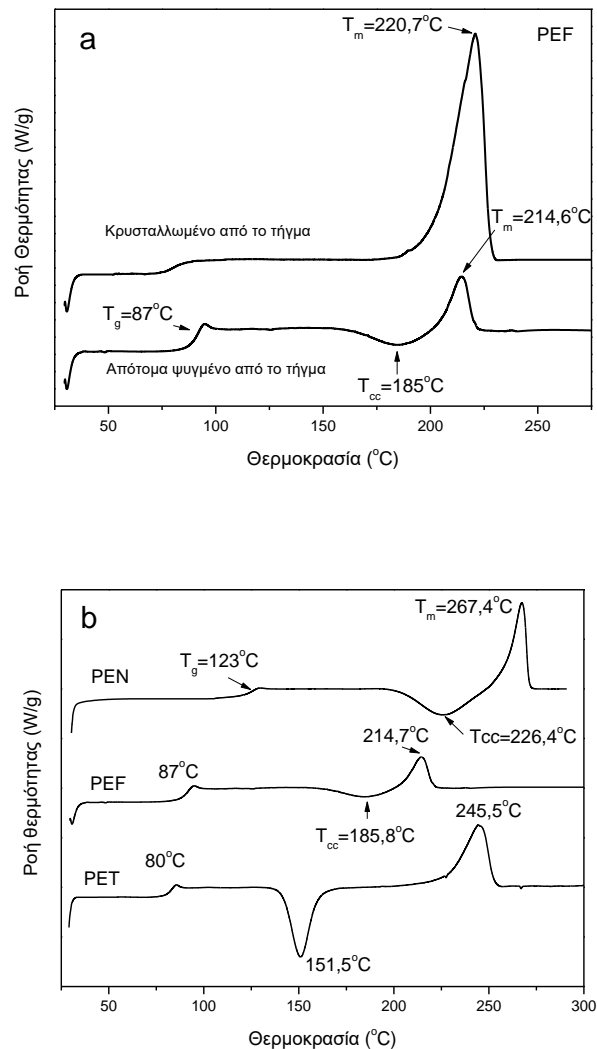 a
T_m=220,7°C
PEF
Ροή Θερμότητας (W/g)
Κρυσταλλωμένο από το τήγμα
T_m=214,6°C
T_g=87°C
Απότομα ψυγμένο από το τήγμα
T_cc=185°C
50 100 150 200 250
Θερμοκρασία (°C)
b
T_m=267,4°C
PEN
T_g=123°C
Tcc=226,4°C
214,7°C
PEF
87°C
T_cc=185,8°C
245,5°C
PET
80°C
151,5°C
Ροή θερμότητας (W/g)
50 100 150 200 250 300
Θερμοκρασία (°C)